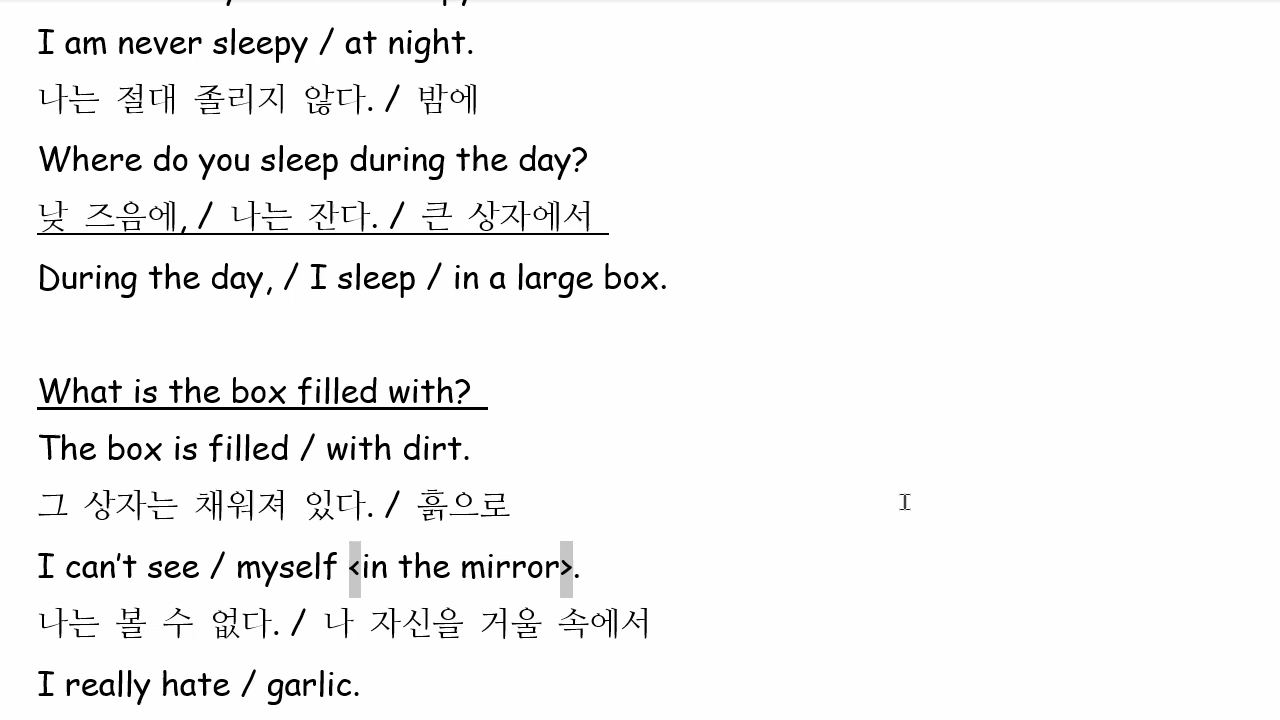 I am never sleepy / at night.
나는 절대 졸리지 않다. / 밤에
Where do you sleep during the day?
낮 즈음에, / 나는 잔다. / 큰 상자에서
During the day, / I sleep / in a large box.
What is the box filled with?
The box is filled / with dirt.
그 상자는 채워져 있다. / 흙으로
I can't see / myself <in the mirror>.
나는 볼 수 없다. / 나 자신을 거울 속에서
I really hate / garlic.